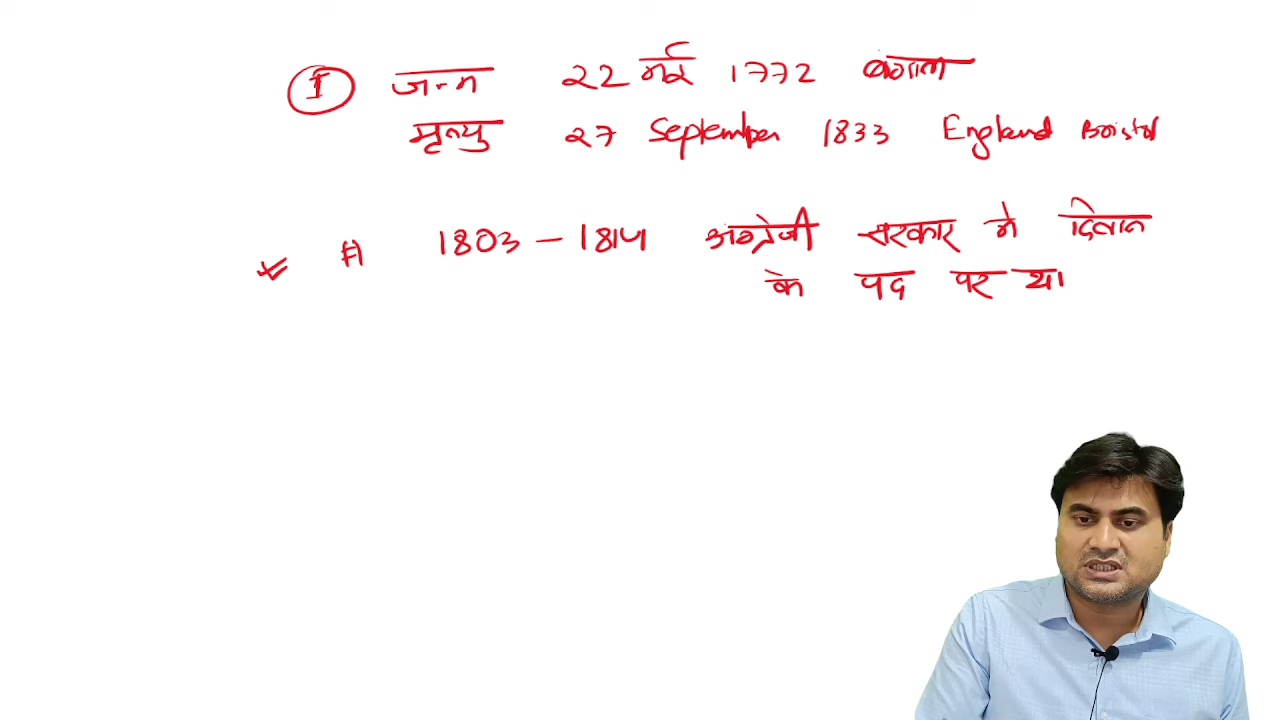 I जन्म 22 मई 1772 बंगाल
मृत्यु 27 September 1833 England Bristol
A 1803 – 1814 अंग्रेजी सरकार मे दिवान
के पद पर था